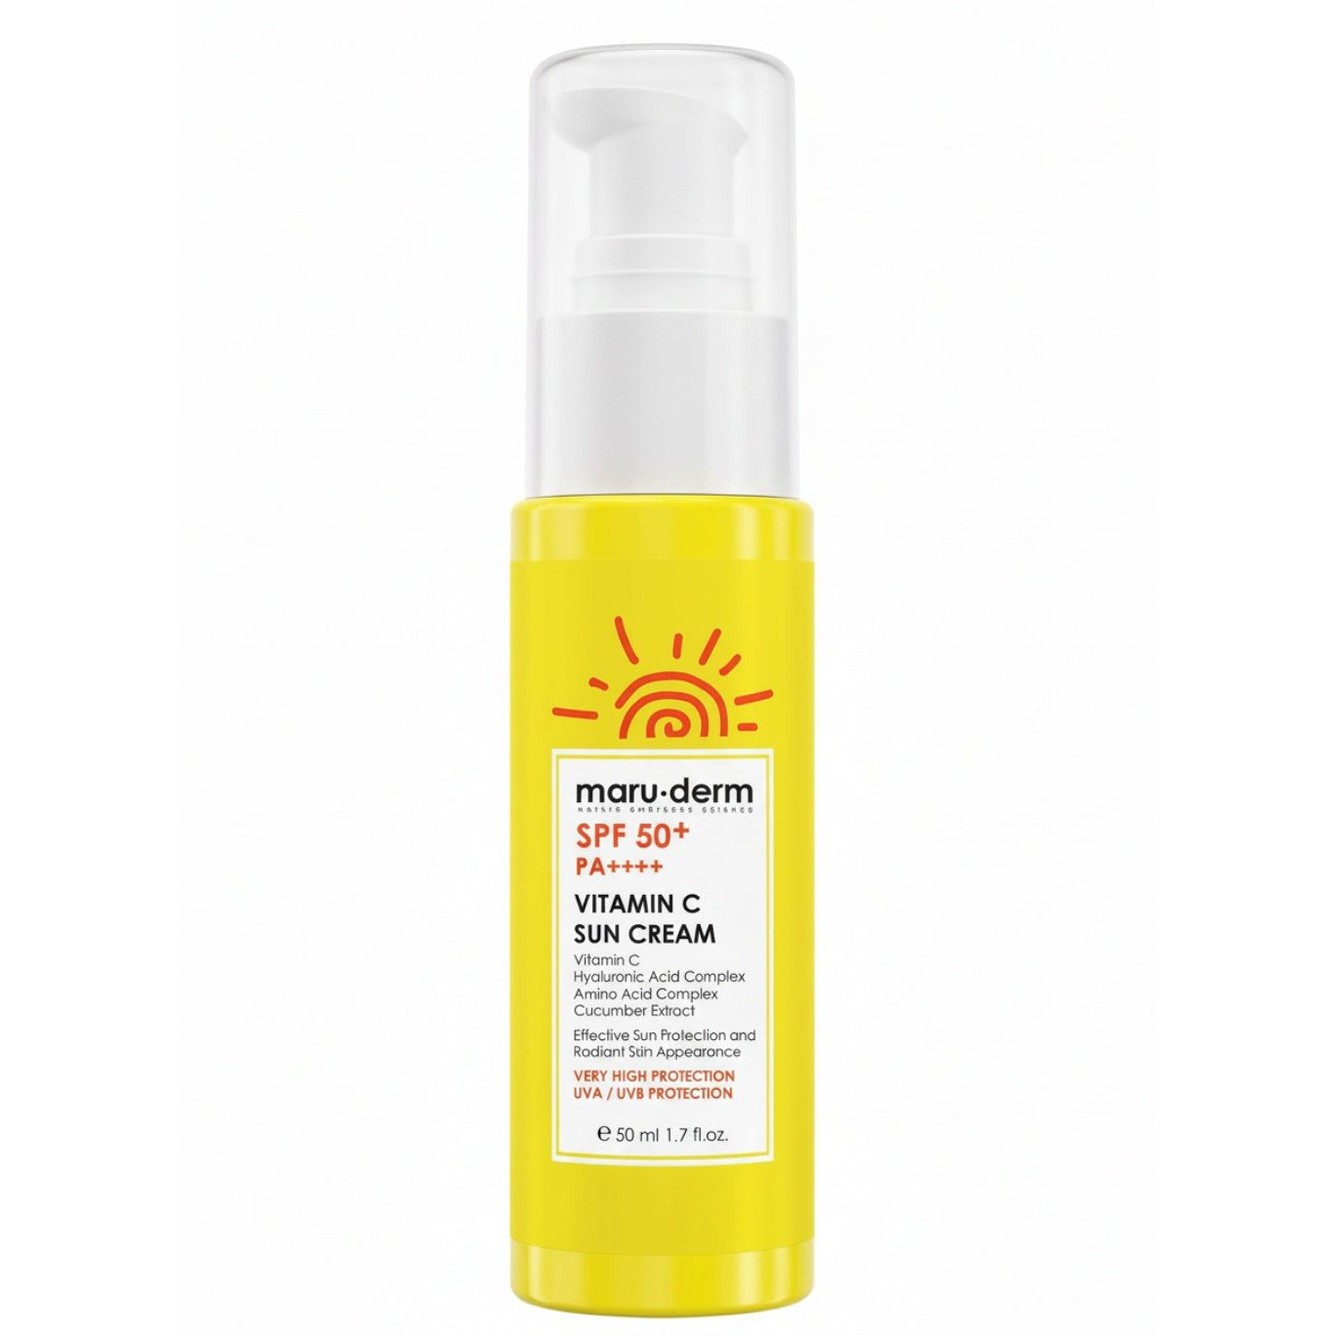 maru·derm
SPF 50+
PA++++
VITAMIN C
SUN CREAM
Vitamin C
Hyaluronic Acid Complex
Amino Acid Complex
Cucumber Extract
Effective Sun Protection and
Radiant Skin Appearance
VERY HIGH PROTECTION
UVA / UVB PROTECTION
℮ 50 ml 1.7 fl.oz.